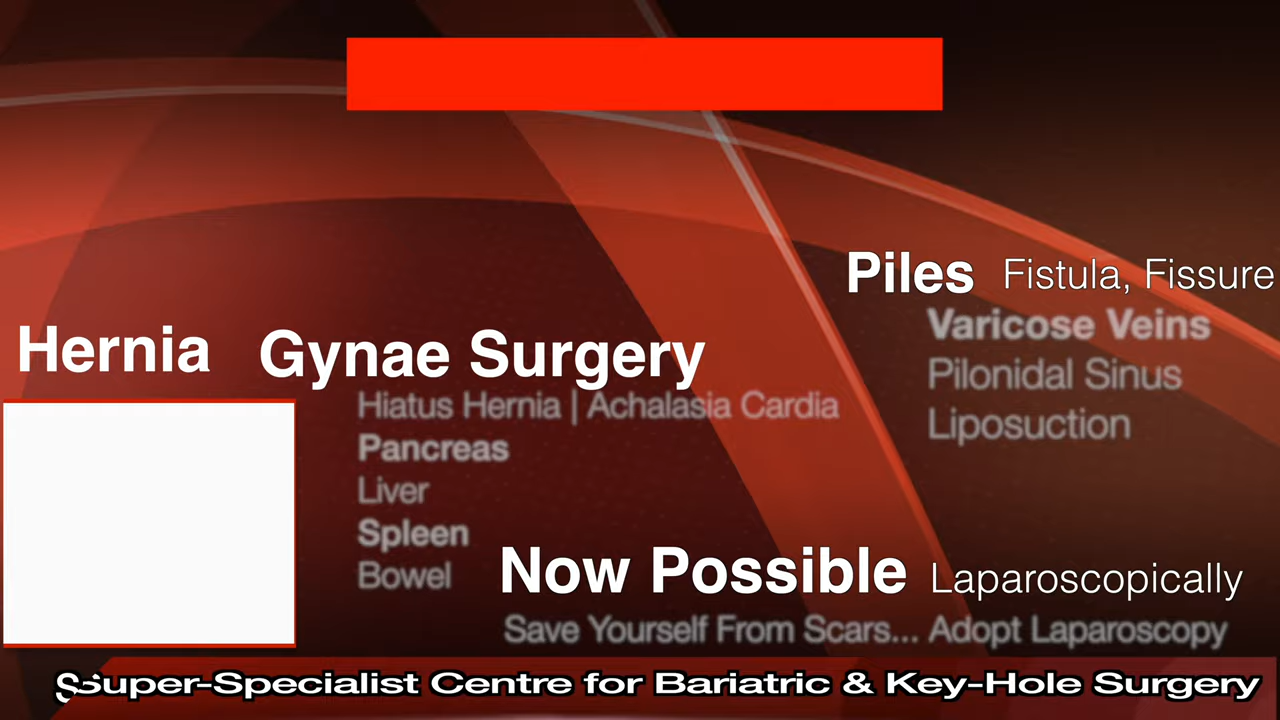 Piles Fistula, Fissure
Varicose Veins
Pilonidal Sinus
Liposuction
Hernia Gynae Surgery
Hiatus Hernia | Achalasia Cardia
Pancreas
Liver
Spleen
Bowel
Now Possible Laparoscopically
Save Yourself From Scars... Adopt Laparoscopy
Super-Specialist Centre for Bariatric & Key-Hole Surgery